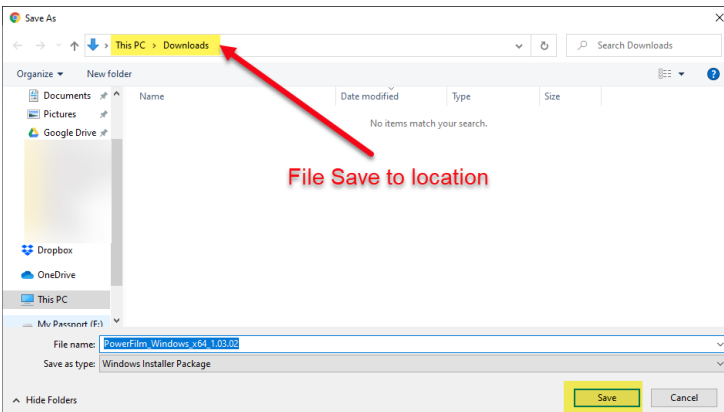 Save As
This PC > Downloads
Search Downloads
Organize
New folder
Documents
Pictures
Google Drive
Dropbox
OneDrive
This PC
My Passport (F:)
Name
Date modified
Type
Size
No items match your search.
File Save to location
File name: PowerFilm_Windows_x64_1.03.02
Save as type: Windows Installer Package
Hide Folders
Save
Cancel